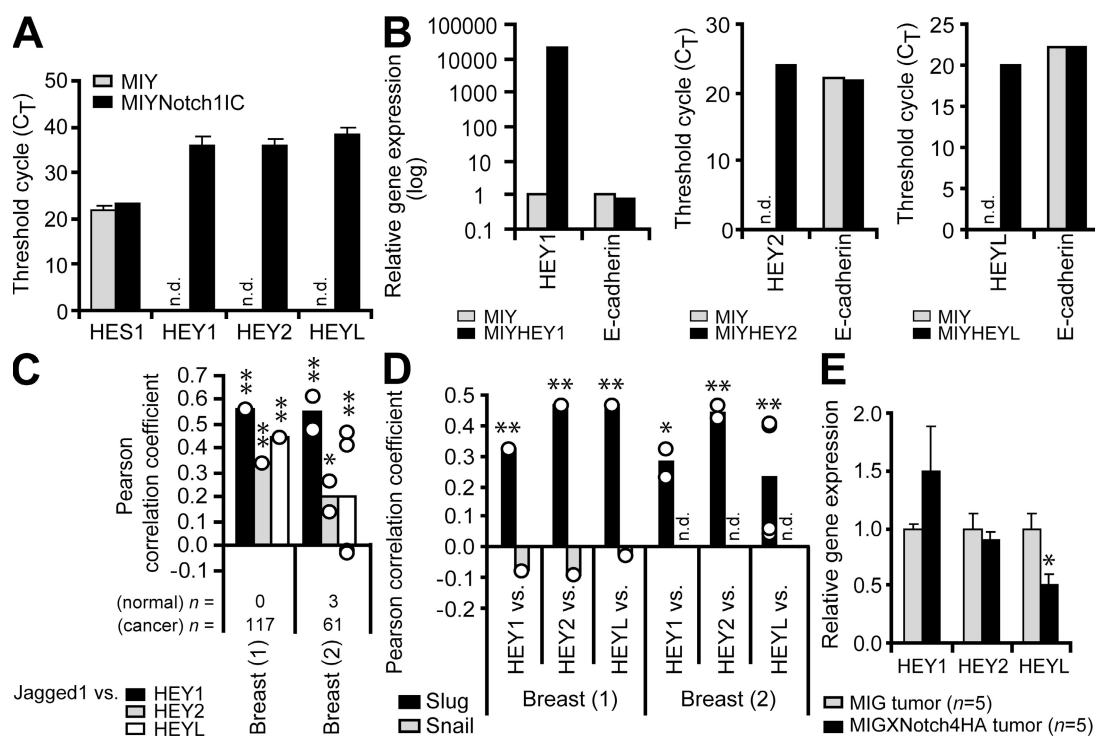 A
Threshold cycle (CT)
50
40
30
20
10
0
MIY
MIYNotch1IC
n.d.
n.d.
n.d.
HES1
HEY1
HEY2
HEYL
B
Relative gene expression
(log)
100000
10000
1000
100
10
1
0.1
HEY1
E-cadherin
MIY
MIYHEY1
Threshold cycle (CT)
30
20
10
0
n.d.
HEY2
E-cadherin
MIY
MIYHEY2
Threshold cycle (CT)
25
20
15
10
5
0
n.d.
HEYL
E-cadherin
MIY
MIYHEYL
C
Pearson
correlation coefficient
0.7
0.6
0.5
0.4
0.3
0.2
0.1
0.0
-0.1
**
**
**
**
*
**
(normal) n =
0
3
(cancer) n =
117
61
Breast (1)
Breast (2)
Jagged1 vs.
HEY1
HEY2
HEYL
D
Pearson correlation coefficient
0.5
0.4
0.3
0.2
0.1
0.0
-0.1
-0.2
**
**
**
*
**
**
n.d.
n.d.
n.d.
HEY1 vs.
HEY2 vs.
HEYL vs.
HEY1 vs.
HEY2 vs.
HEYL vs.
Breast (1)
Breast (2)
Slug
Snail
E
Relative gene expression
2.0
1.5
1.0
0.5
0.0
*
HEY1
HEY2
HEYL
MIG tumor (n=5)
MIGXNotch4HA tumor (n=5)